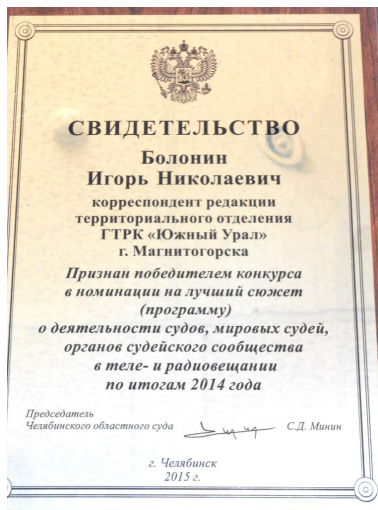 СВИДЕТЕЛЬСТВО
Болонин
Игорь Николаевич
корреспондент редакции
территориального отделения
ГТРК «Южный Урал»
г. Магнитогорска
Признан победителем конкурса
в номинации на лучший сюжет
(программу)
о деятельности судов, мировых судей,
органов судейского сообщества
в теле- и радиовещании
по итогам 2014 года
Председатель
Челябинского областного суда С.Д. Минин
г. Челябинск
2015 г.